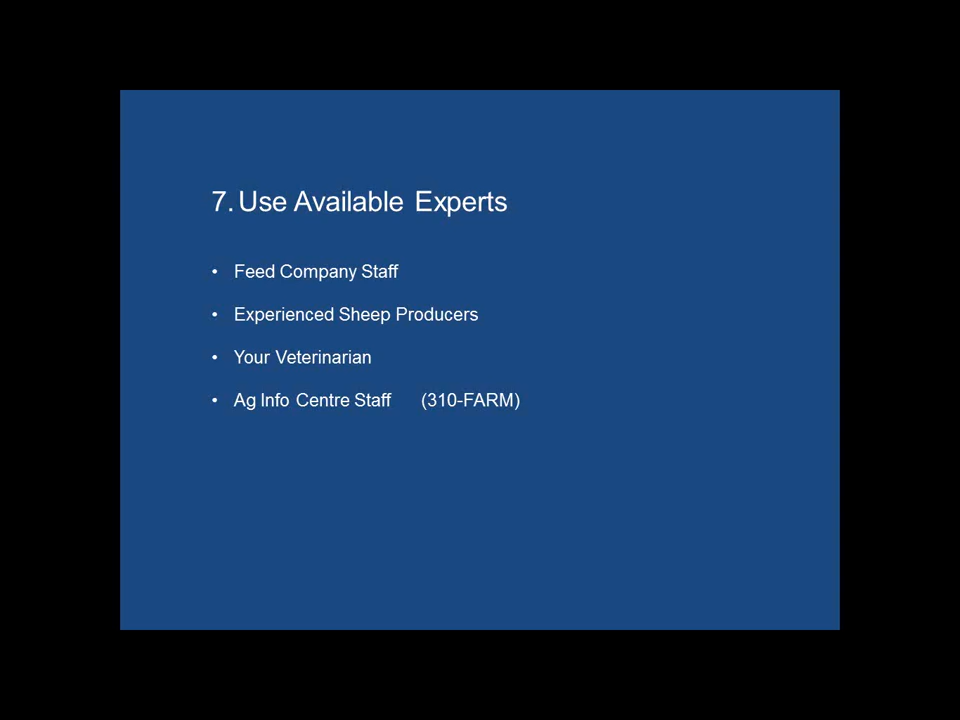 7. Use Available Experts
• Feed Company Staff
• Experienced Sheep Producers
• Your Veterinarian
• Ag Info Centre Staff (310-FARM)